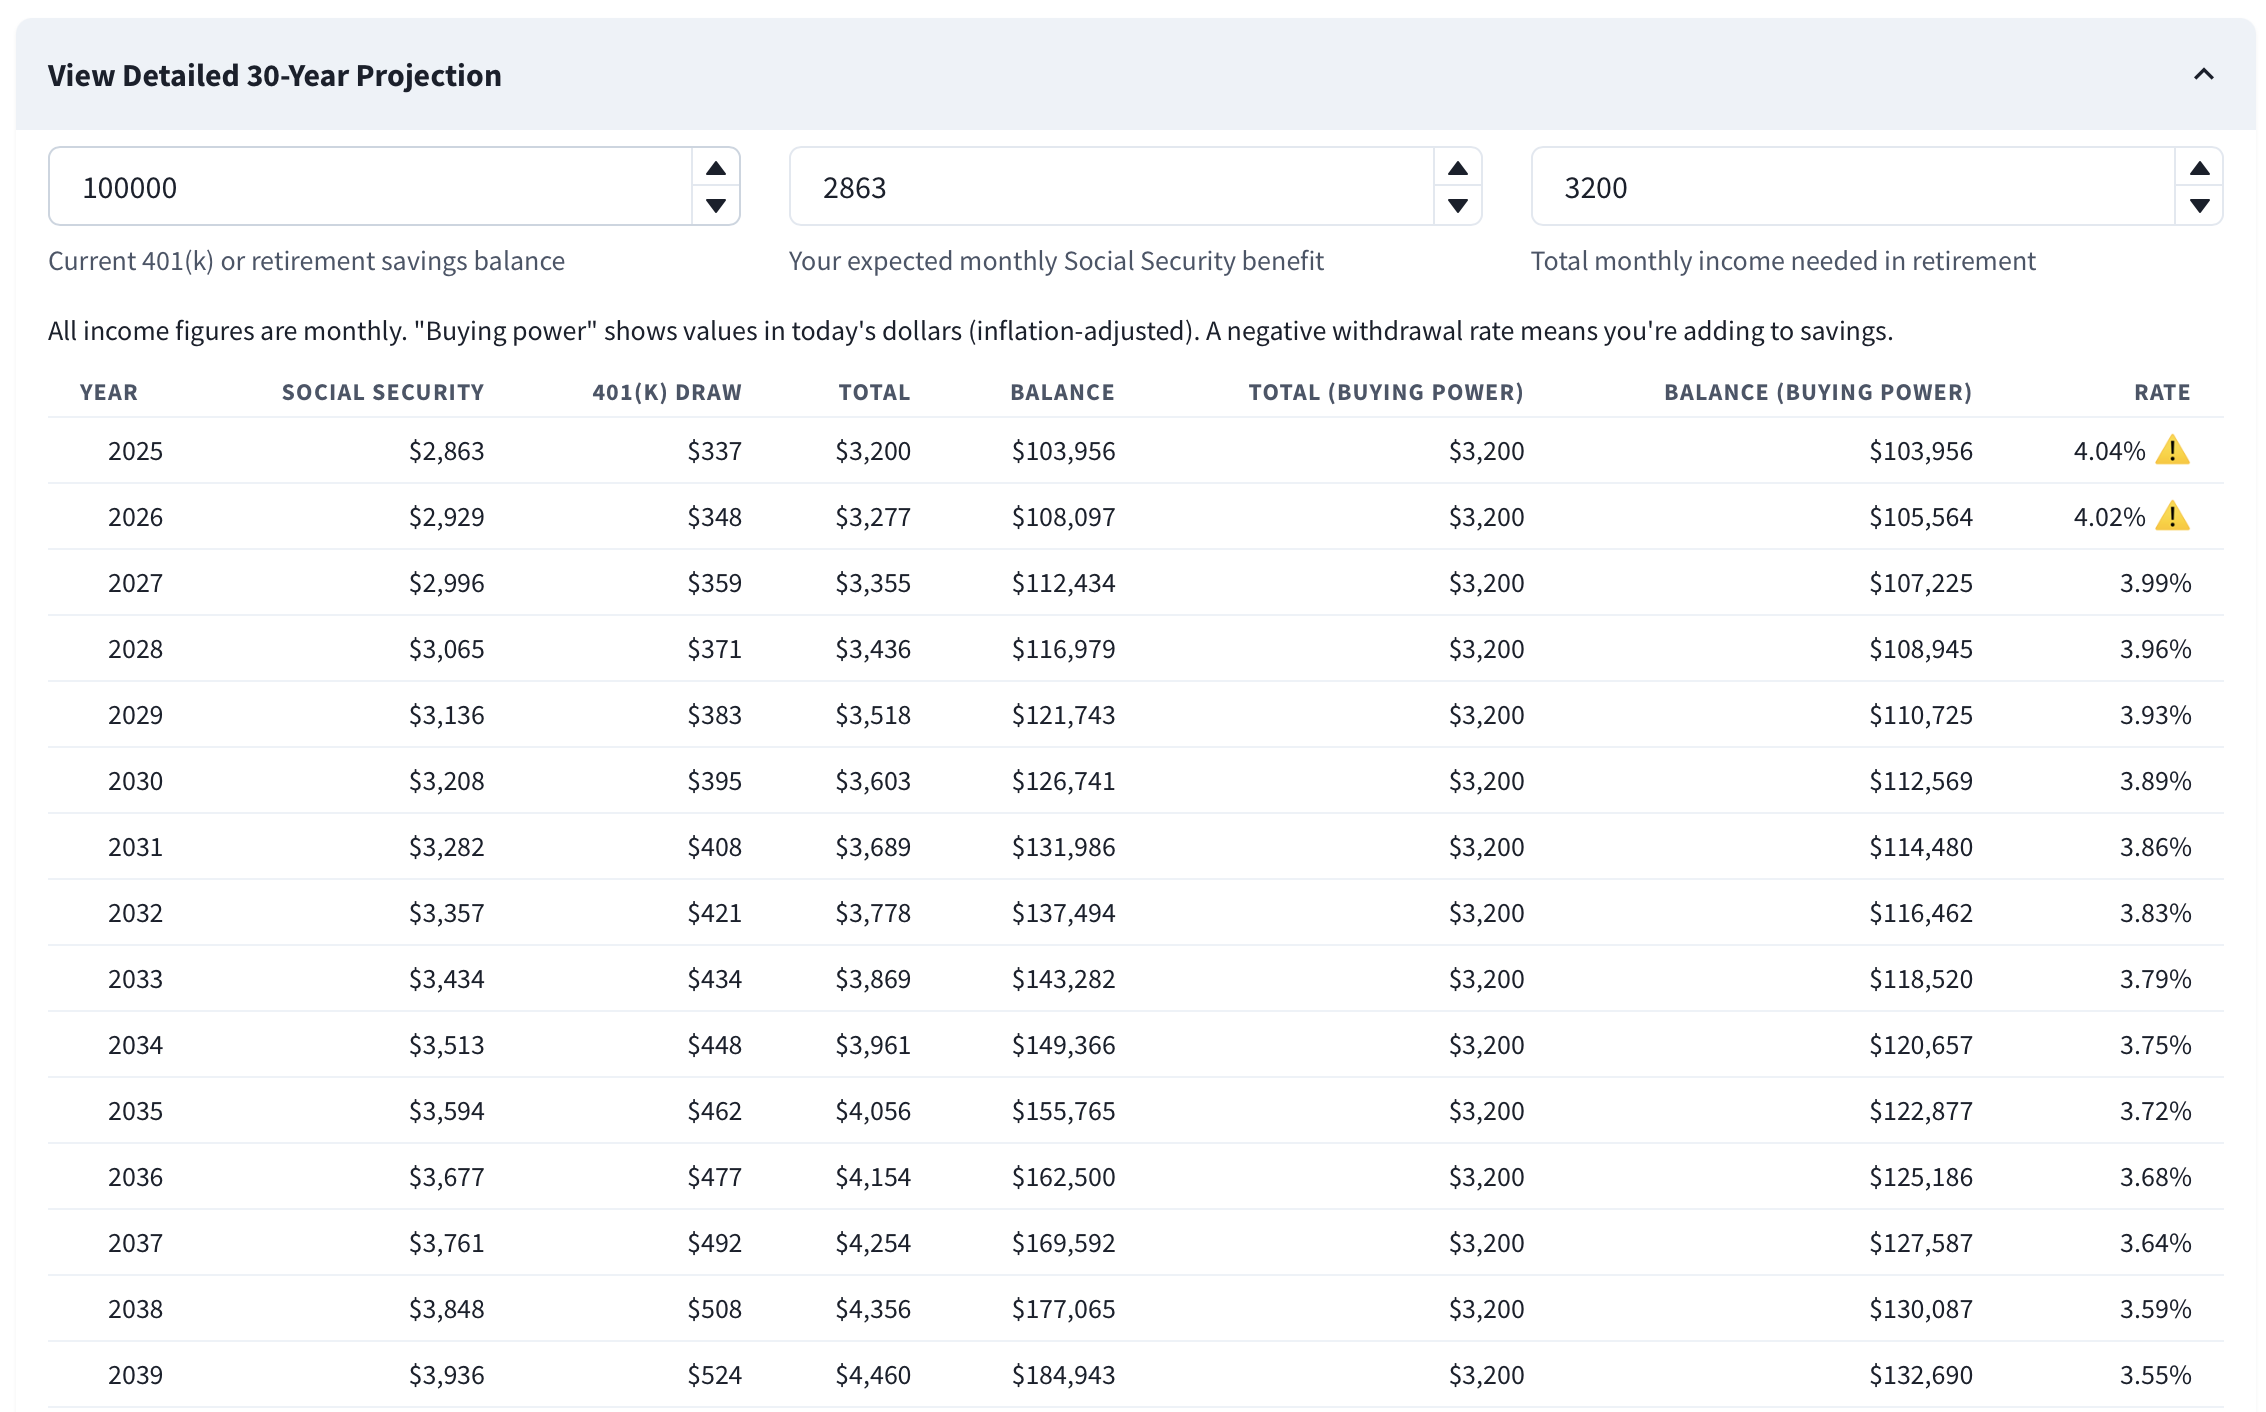 View Detailed 30-Year Projection
100000 2863 3200
Current 401(k) or retirement savings balance Your expected monthly Social Security benefit Total monthly income needed in retirement
All income figures are monthly. "Buying power" shows values in today's dollars (inflation-adjusted). A negative withdrawal rate means you're adding to savings.
YEAR SOCIAL SECURITY 401(K) DRAW TOTAL BALANCE TOTAL (BUYING POWER) BALANCE (BUYING POWER) RATE
2025 $2,863 $337 $3,200 $103,956 $3,200 $103,956 4.04% ⚠️
2026 $2,929 $348 $3,277 $108,097 $3,200 $105,564 4.02% ⚠️
2027 $2,996 $359 $3,355 $112,434 $3,200 $107,225 3.99%
2028 $3,065 $371 $3,436 $116,979 $3,200 $108,945 3.96%
2029 $3,136 $383 $3,518 $121,743 $3,200 $110,725 3.93%
2030 $3,208 $395 $3,603 $126,741 $3,200 $112,569 3.89%
2031 $3,282 $408 $3,689 $131,986 $3,200 $114,480 3.86%
2032 $3,357 $421 $3,778 $137,494 $3,200 $116,462 3.83%
2033 $3,434 $434 $3,869 $143,282 $3,200 $118,520 3.79%
2034 $3,513 $448 $3,961 $149,366 $3,200 $120,657 3.75%
2035 $3,594 $462 $4,056 $155,765 $3,200 $122,877 3.72%
2036 $3,677 $477 $4,154 $162,500 $3,200 $125,186 3.68%
2037 $3,761 $492 $4,254 $169,592 $3,200 $127,587 3.64%
2038 $3,848 $508 $4,356 $177,065 $3,200 $130,087 3.59%
2039 $3,936 $524 $4,460 $184,943 $3,200 $132,690 3.55%